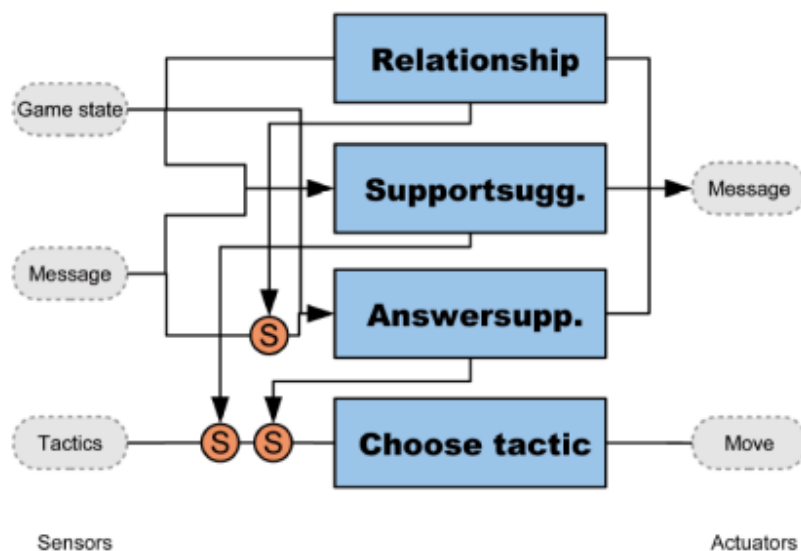 Relationship
Game state
Supportsugg.
Message
Message
Answersupp.
S
Tactics
S
S
Choose tactic
Move
Sensors
Actuators